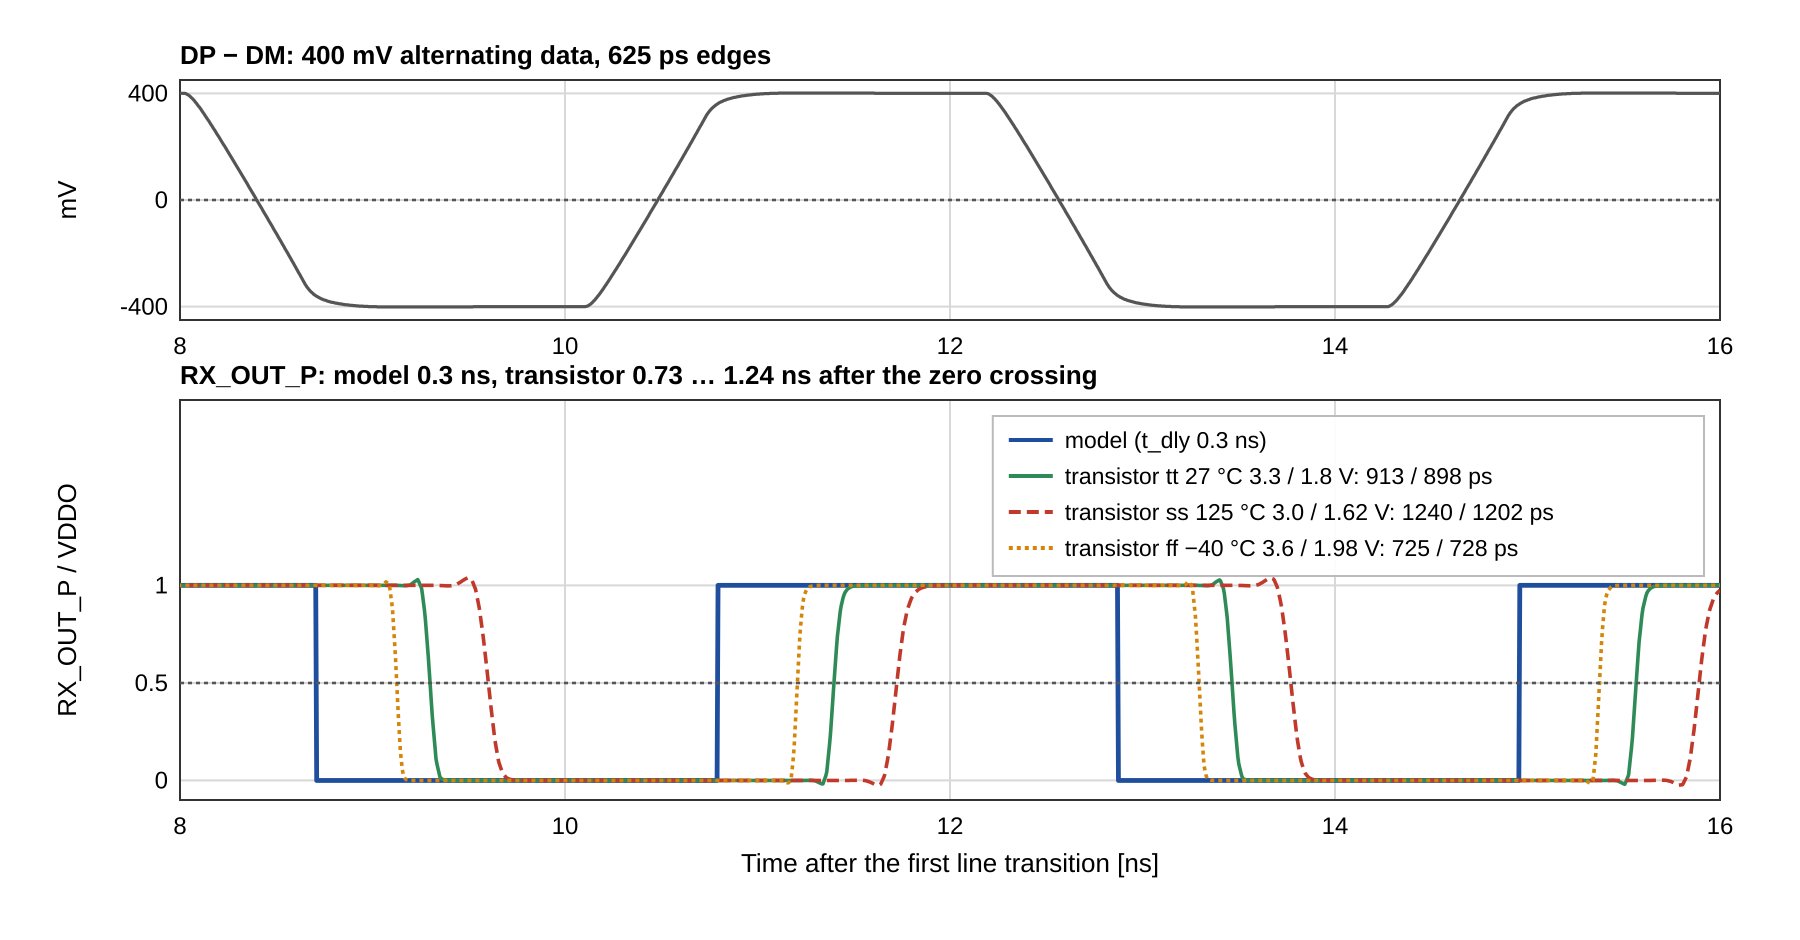 DP − DM: 400 mV alternating data, 625 ps edges
400
0
-400
mV
8 10 12 14 16
RX_OUT_P: model 0.3 ns, transistor 0.73 … 1.24 ns after the zero crossing
model (t_dly 0.3 ns)
transistor tt 27 °C 3.3 / 1.8 V: 913 / 898 ps
transistor ss 125 °C 3.0 / 1.62 V: 1240 / 1202 ps
transistor ff −40 °C 3.6 / 1.98 V: 725 / 728 ps
1
0.5
0
RX_OUT_P / VDDO
8 10 12 14 16
Time after the first line transition [ns]